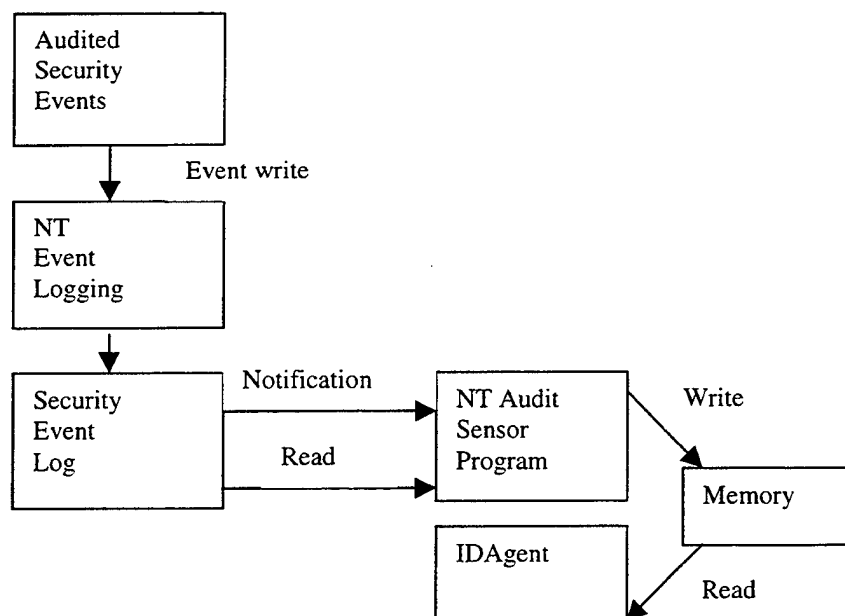 Audited
Security
Events
Event write
NT
Event
Logging
Security
Event
Log
Notification
Read
NT Audit
Sensor
Program
Write
Memory
IDAgent
Read